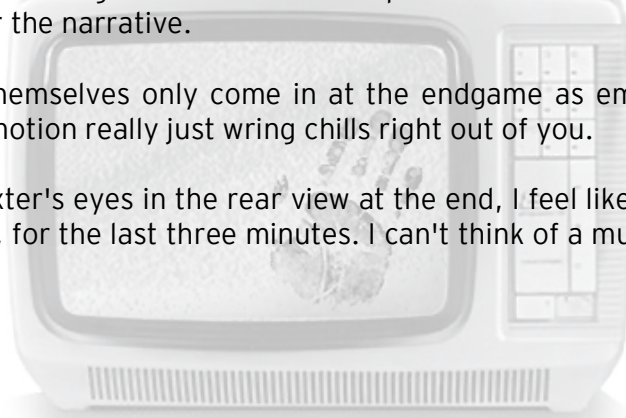 the narrative.
themselves only come in at the endgame as em
notion really just wring chills right out of you.
xter's eyes in the rear view at the end, I feel like
for the last three minutes. I can't think of a mu